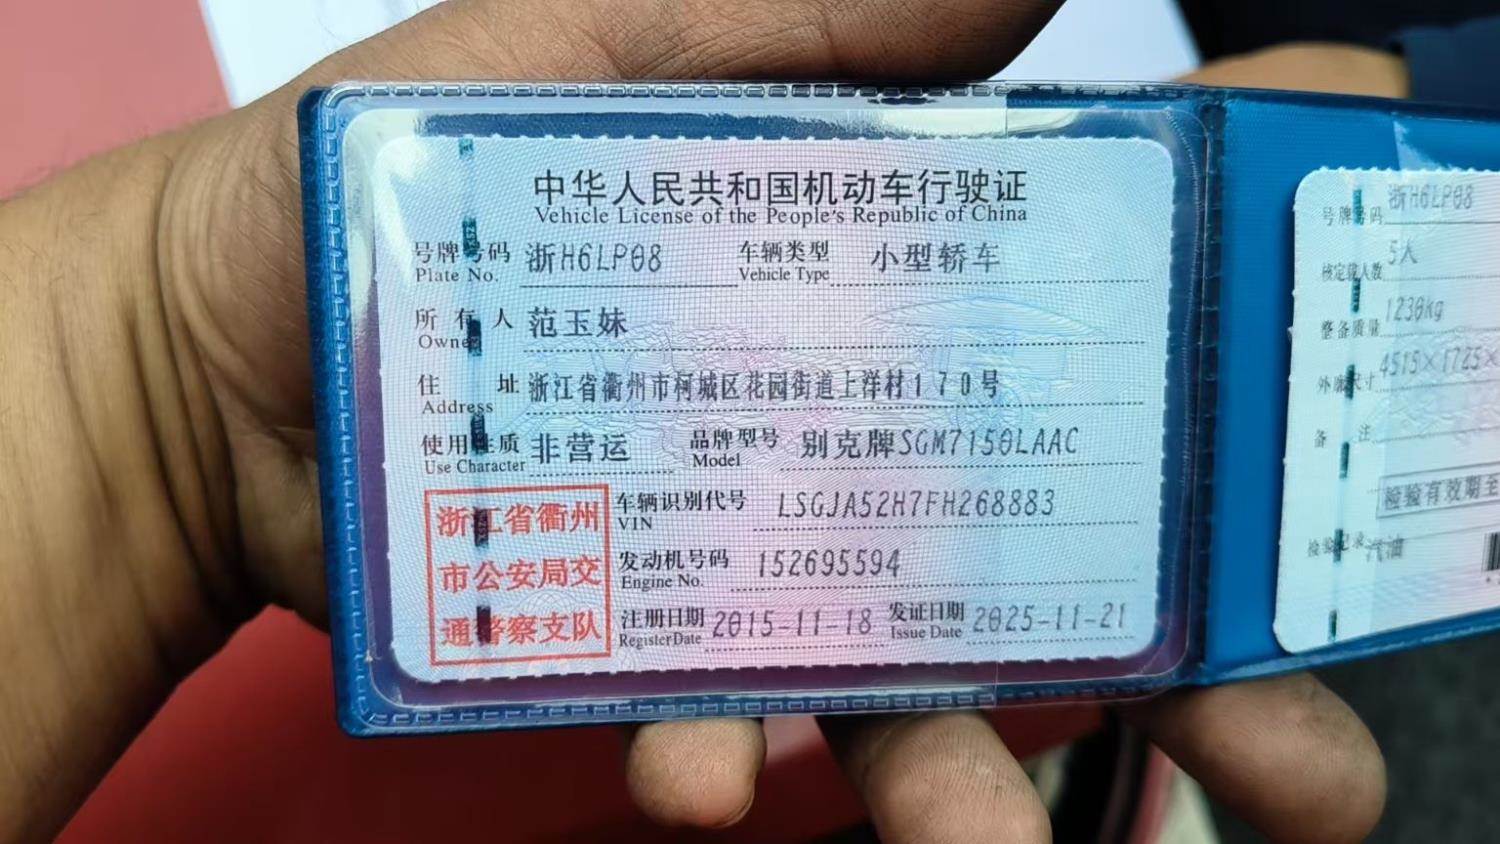 中华人民共和国机动车行驶证
Vehicle License of the People's Republic of China
号牌号码 浙H6LP08 车辆类型 小型轿车
Plate No. Vehicle Type
所有人 范玉妹
Owner
住址 浙江省衢州市柯城区花园街道上洋村170号
Address
使用性质 非营运 品牌型号 别克牌SGM7150LAAC
Use Character Model
浙江省衢州
市公安局交
通警察支队
车辆识别代号 LSGJA52H7FH268883
VIN
发动机号码 152695594
Engine No.
注册日期 2015-11-18 发证日期 2025-11-21
Register Date Issue Date
号牌号码 浙H6LP08
核定载人数 5人
整备质量 1230kg
外廓尺寸 4515×1725×
备注
检验有效期至
检验记录 汽油